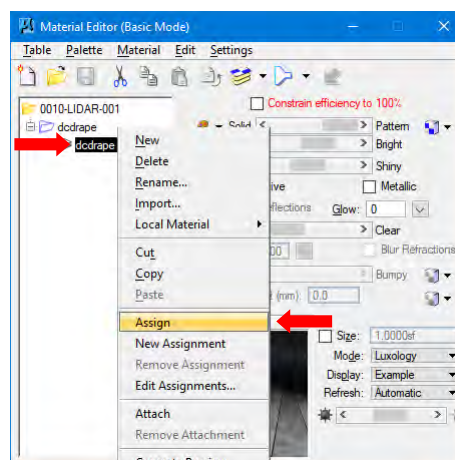 Material Editor (Basic Mode)
Table Palette Material Edit Settings
0010-LIDAR-001
Constrain efficiency to 100%
dcdrape
Solid < > Pattern
dcdrape
New
> Bright
Delete
> Shiny
Rename...
Metallic
Import...
Glow: 0
Local Material
> Clear
Cut
Blur Refractions
Copy
> Bumpy
Paste
(mm): 0.0
Assign
Size: 1.0000sf
New Assignment
Mode: Luxology
Remove Assignment
Display: Example
Edit Assignments...
Refresh: Automatic
Attach
< >
Remove Attachment